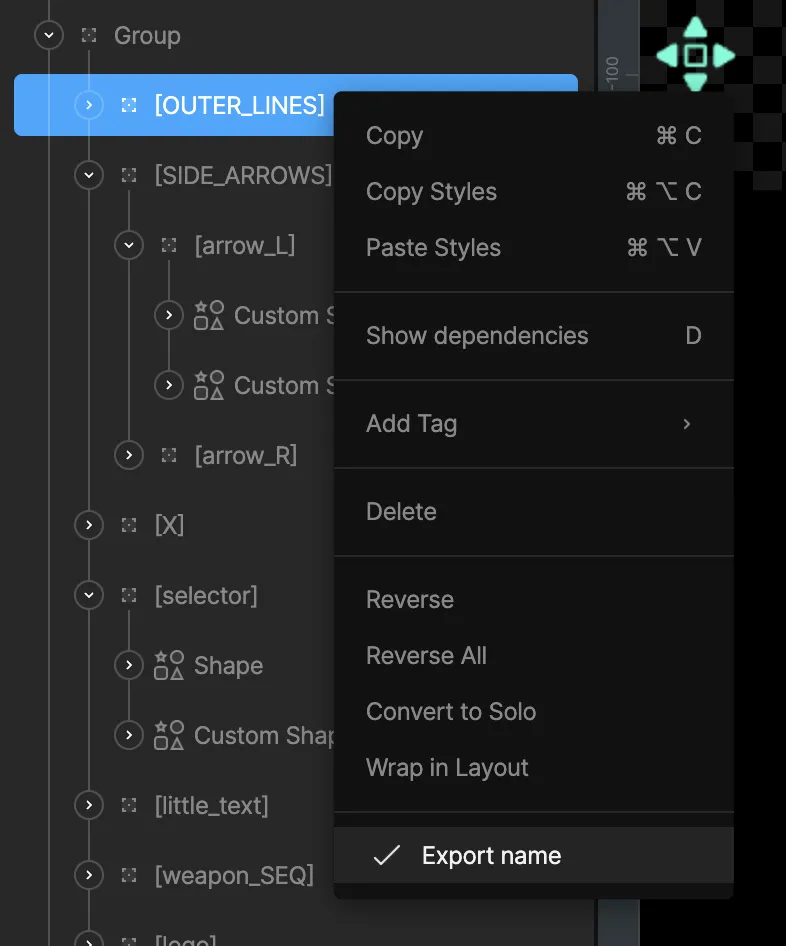 Group
[OUTER_LINES]
[SIDE_ARROWS]
[arrow_L]
Custom S
Custom S
[arrow_R]
[X]
[selector]
Shape
Custom Shap
[little_text]
[weapon_SEQ]
[logo]
-100
Copy ⌘ C
Copy Styles ⌘ ⌥ C
Paste Styles ⌘ ⌥ V
Show dependencies D
Add Tag
Delete
Reverse
Reverse All
Convert to Solo
Wrap in Layout
Export name